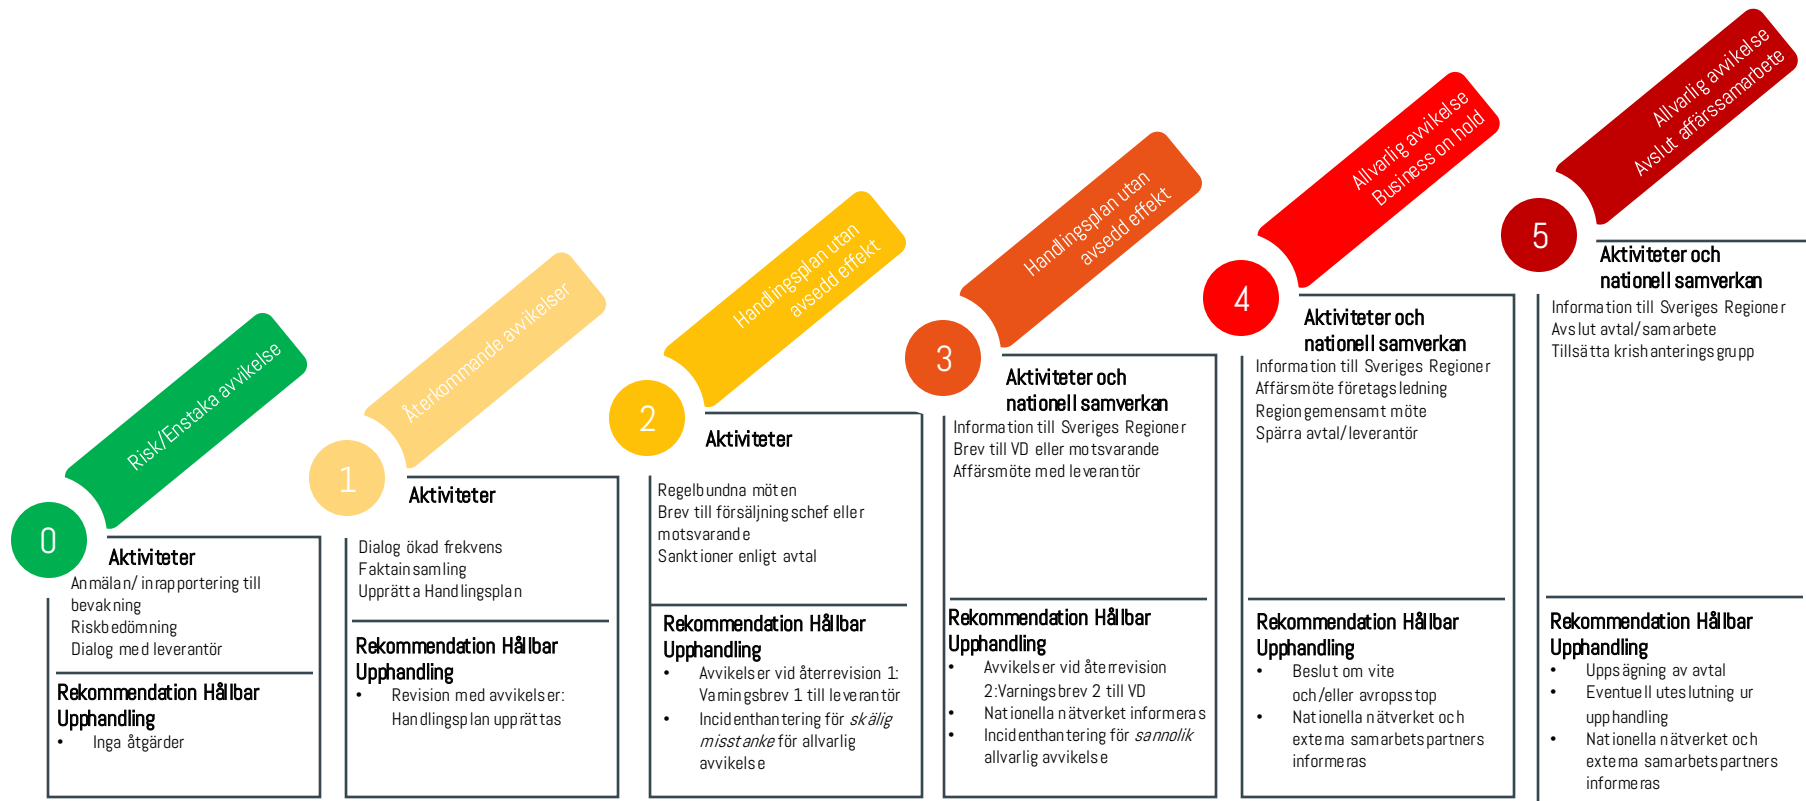 0
Risk/Enstaka avvikelse
Aktiviteter
Anmälan/inrapportering till
bevakning
Riskbedömning
Dialog med leverantör
Rekommendation Hållbar
Upphandling
• Inga åtgärder
1
Återkommande avvikelser
Aktiviteter
Dialog ökad frekvens
Faktainsamling
Upprätta Handlingsplan
Rekommendation Hållbar
Upphandling
• Revision med avvikelser:
Handlingsplan upprättas
2
Handlingsplan utan
avsedd effekt
Aktiviteter
Regelbundna möten
Brev till försäljningschef eller
motsvarande
Sanktioner enligt avtal
Rekommendation Hållbar
Upphandling
• Avvikelser vid återrevision 1:
Varningsbrev 1 till leverantör
• Incidenthantering för skälig
misstanke för allvarlig
avvikelse
3
Handlingsplan utan
avsedd effekt
Aktiviteter och
nationell samverkan
Information till Sveriges Regioner
Brev till VD eller motsvarande
Affärsmöte med leverantör
Rekommendation Hållbar
Upphandling
• Avvikelser vid återrevision
2:Varningsbrev 2 till VD
• Nationella nätverket informeras
• Incidenthantering för sannolik
allvarlig avvikelse
4
Allvarlig avvikelse
Business on hold
Aktiviteter och
nationell samverkan
Information till Sveriges Regioner
Affärsmöte företagsledning
Regiongemensamt möte
Spärra avtal/leverantör
Rekommendation Hållbar
Upphandling
• Beslut om vite
och/eller avropsstop
• Nationella nätverket och
externa samarbetspartners
informeras
5
Allvarlig avvikelse
Avslut affärssamarbete
Aktiviteter och
nationell samverkan
Information till Sveriges Regioner
Avslut avtal/samarbete
Tillsätta krishanteringsgrupp
Rekommendation Hållbar
Upphandling
• Uppsägning av avtal
• Eventuell uteslutning ur
upphandling
• Nationella nätverket och
externa samarbetspartners
informeras